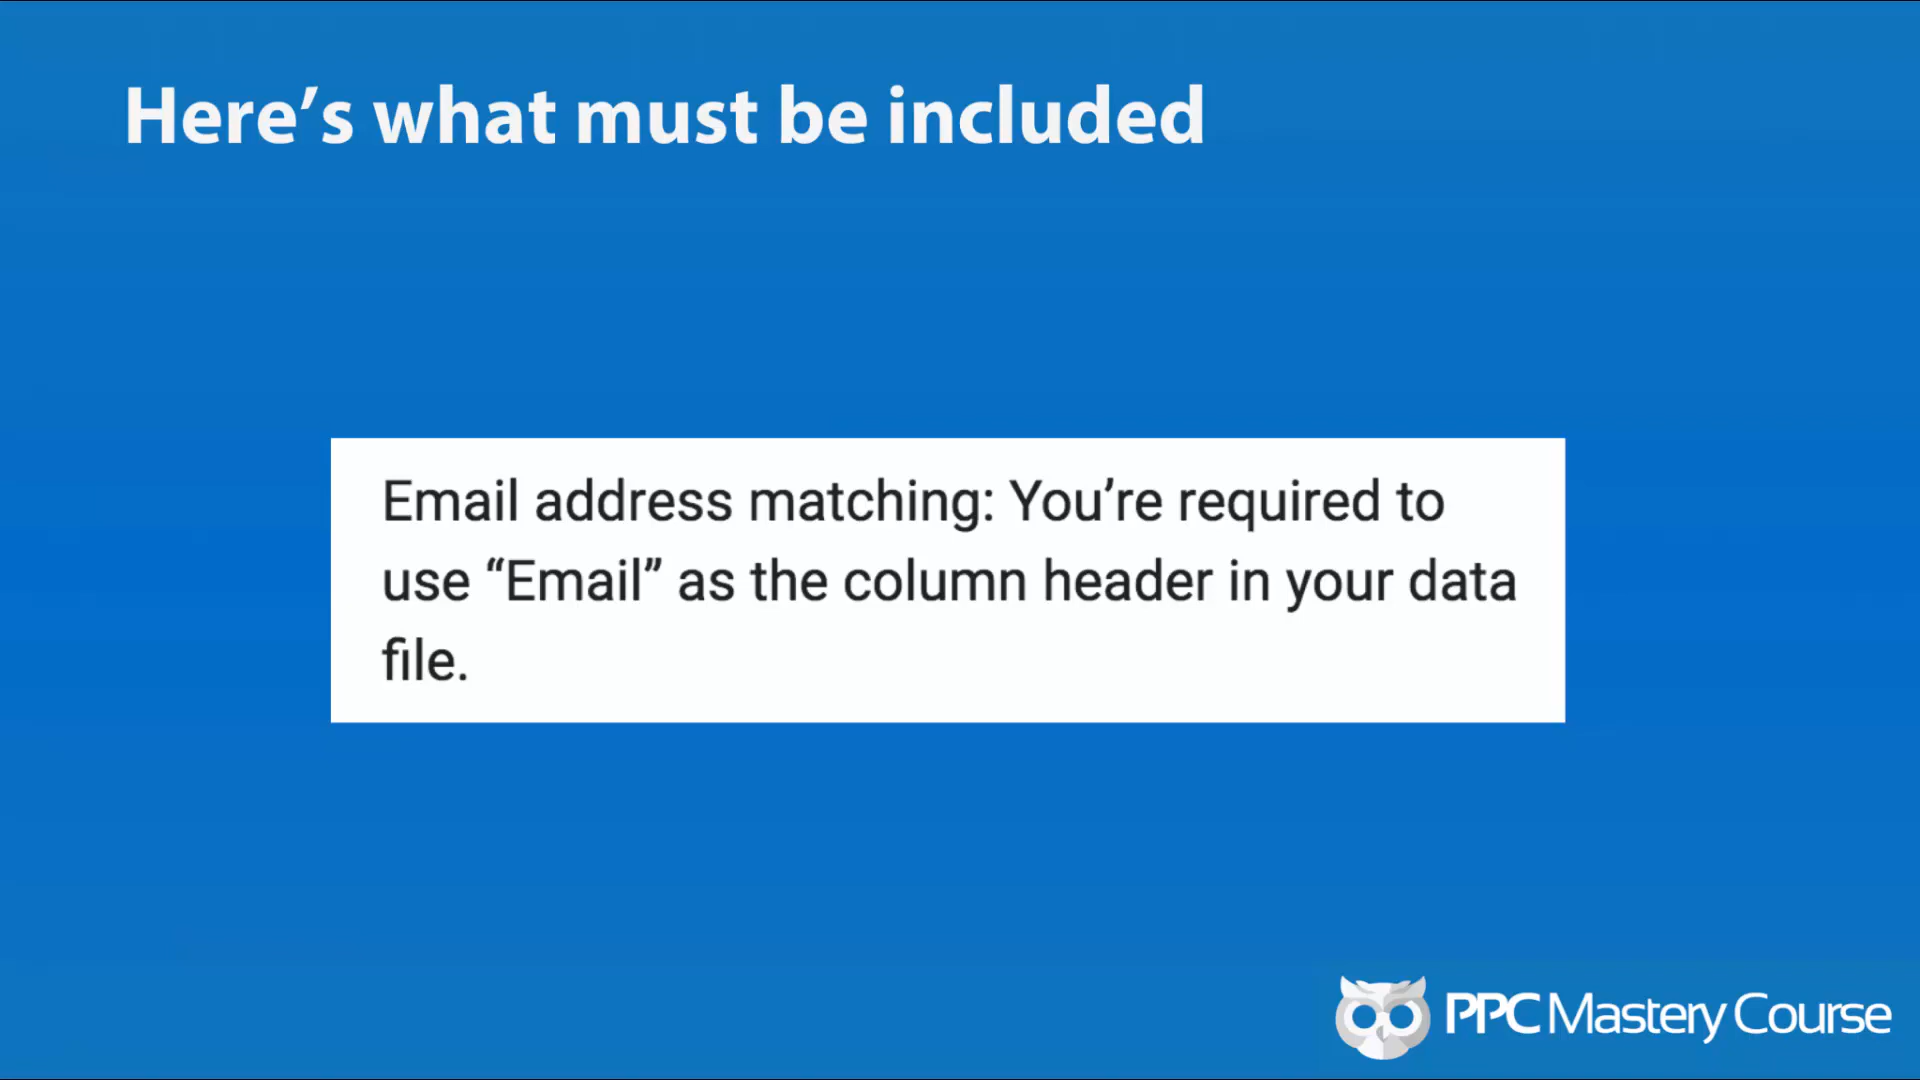 Here’s what must be included
Email address matching: You’re required to
use “Email” as the column header in your data
file.
PPC Mastery Course